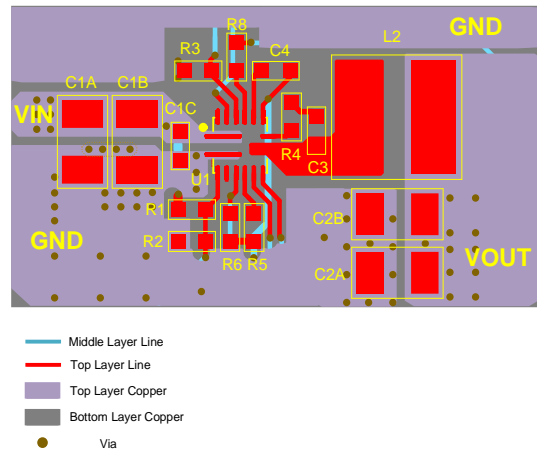 R8
GND
R3
C4
L2
C1A
C1B
VIN
C1C
R4
C3
U1
R1
C2B
GND
R2
VOUT
R6
R5
C2A
Middle Layer Line
Top Layer Line
Top Layer Copper
Bottom Layer Copper
Via